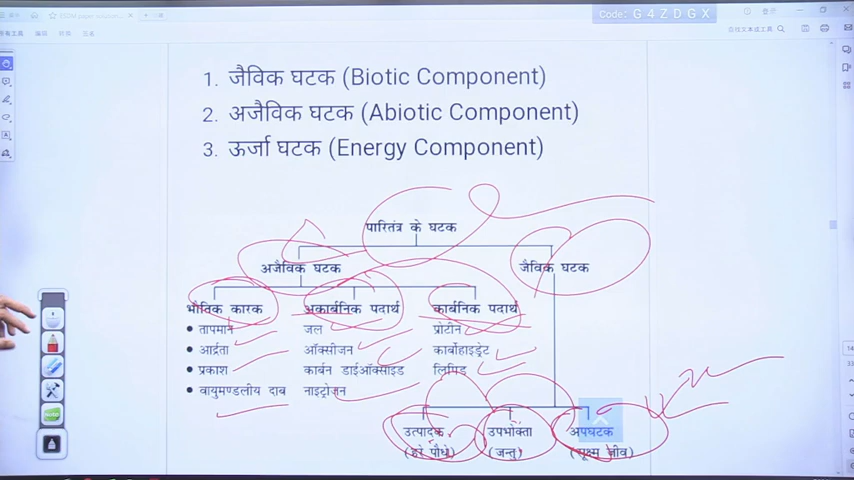 Code: G 4 Z D G X
1. जैविक घटक (Biotic Component)
2. अजैविक घटक (Abiotic Component)
3. ऊर्जा घटक (Energy Component)
पारितंत्र के घटक
अजैविक घटक जैविक घटक
भौतिक कारक अकार्बनिक पदार्थ कार्बनिक पदार्थ
• तापमान जल प्रोटीन
• आर्द्रता ऑक्सीजन कार्बोहाइड्रेट
• प्रकाश कार्बन डाईऑक्साइड लिपिड
• वायुमण्डलीय दाब नाइट्रोजन
उत्पादक उपभोक्ता अपघटक
(हरे पौधे) (जन्तु) (सूक्ष्म जीव)